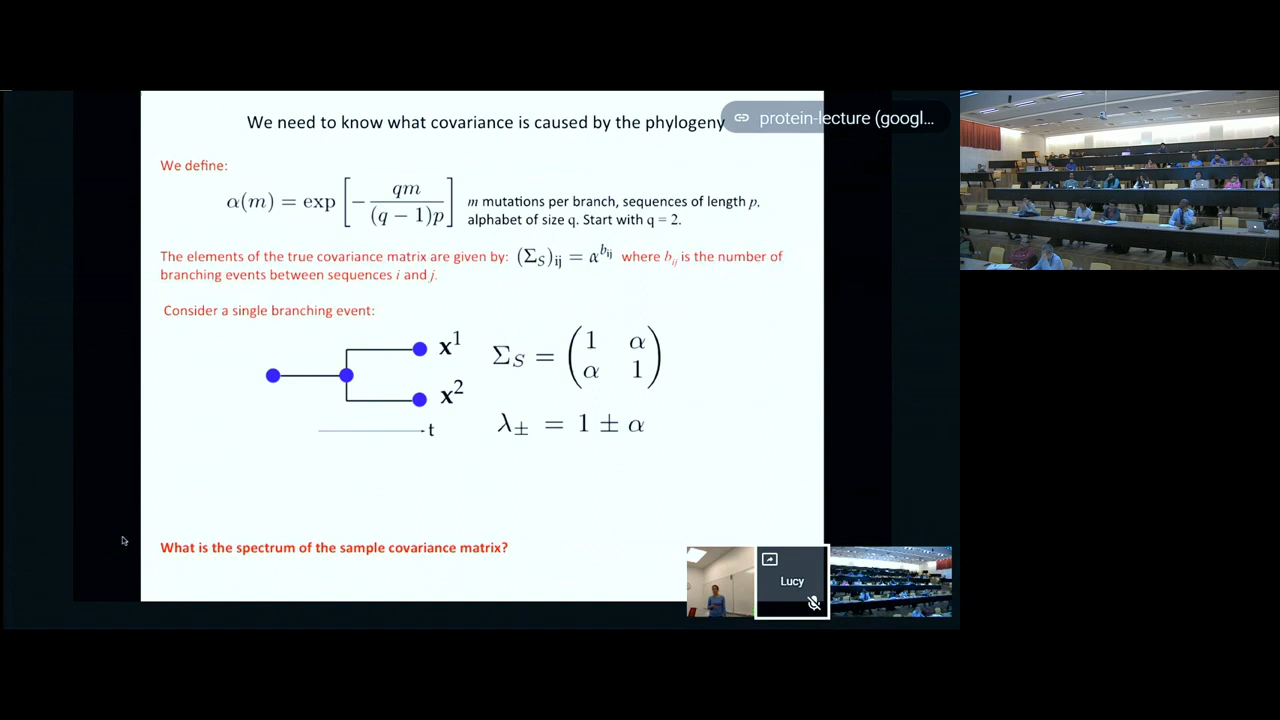 We need to know what covariance is caused by the phylogeny
protein-lecture (googl...
We define:
α(m) = exp [ − qm / (q − 1)p ]
m mutations per branch, sequences of length p,
alphabet of size q. Start with q = 2.
The elements of the true covariance matrix are given by: (Σ_S)_ij = α^{b_ij} where b_ij is the number of
branching events between sequences i and j.
Consider a single branching event:
x¹
x²
t
Σ_S = ( 1 α
α 1 )
λ± = 1 ± α
What is the spectrum of the sample covariance matrix?
Lucy